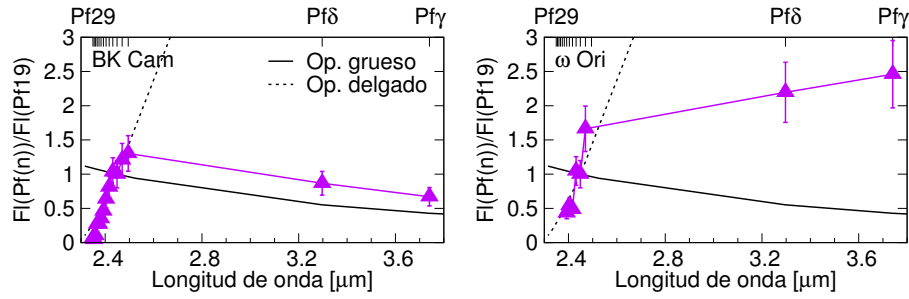 Pf29 Pfδ Pfγ
BK Cam
Op. grueso
Op. delgado
Fl(Pf(n))/Fl(Pf19)
3
2.5
2
1.5
1
0.5
0
2.4 2.8 3.2 3.6
Longitud de onda [μm]
Pf29 Pfδ Pfγ
ω Ori
Fl(Pf(n))/Fl(Pf19)
3
2.5
2
1.5
1
0.5
0
2.4 2.8 3.2 3.6
Longitud de onda [μm]